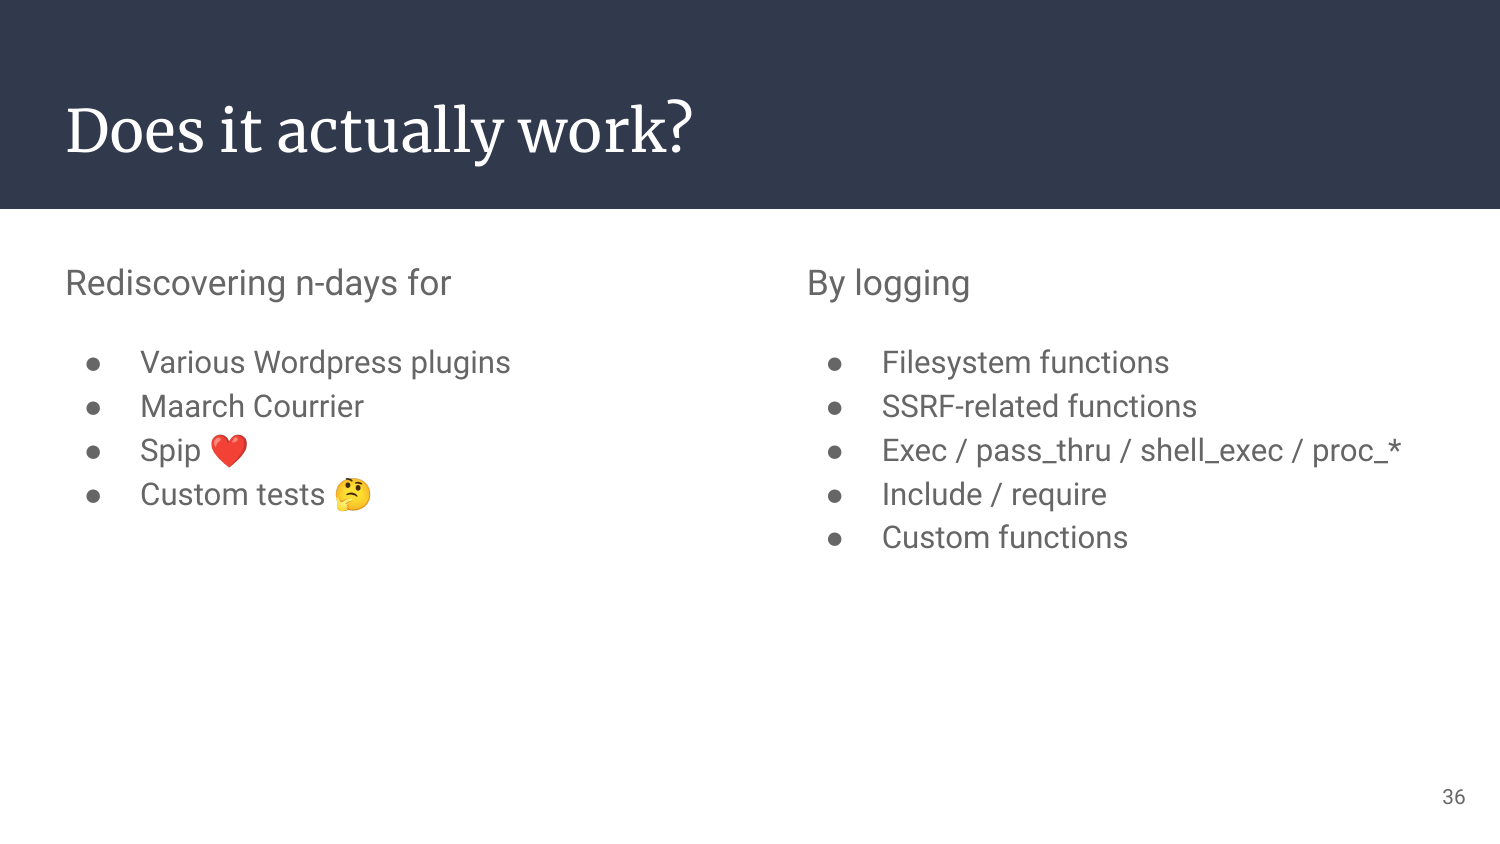 Does it actually work?
Rediscovering n-days for
● Various Wordpress plugins
● Maarch Courrier
● Spip ❤️
● Custom tests 🤔
By logging
● Filesystem functions
● SSRF-related functions
● Exec / pass_thru / shell_exec / proc_*
● Include / require
● Custom functions
36